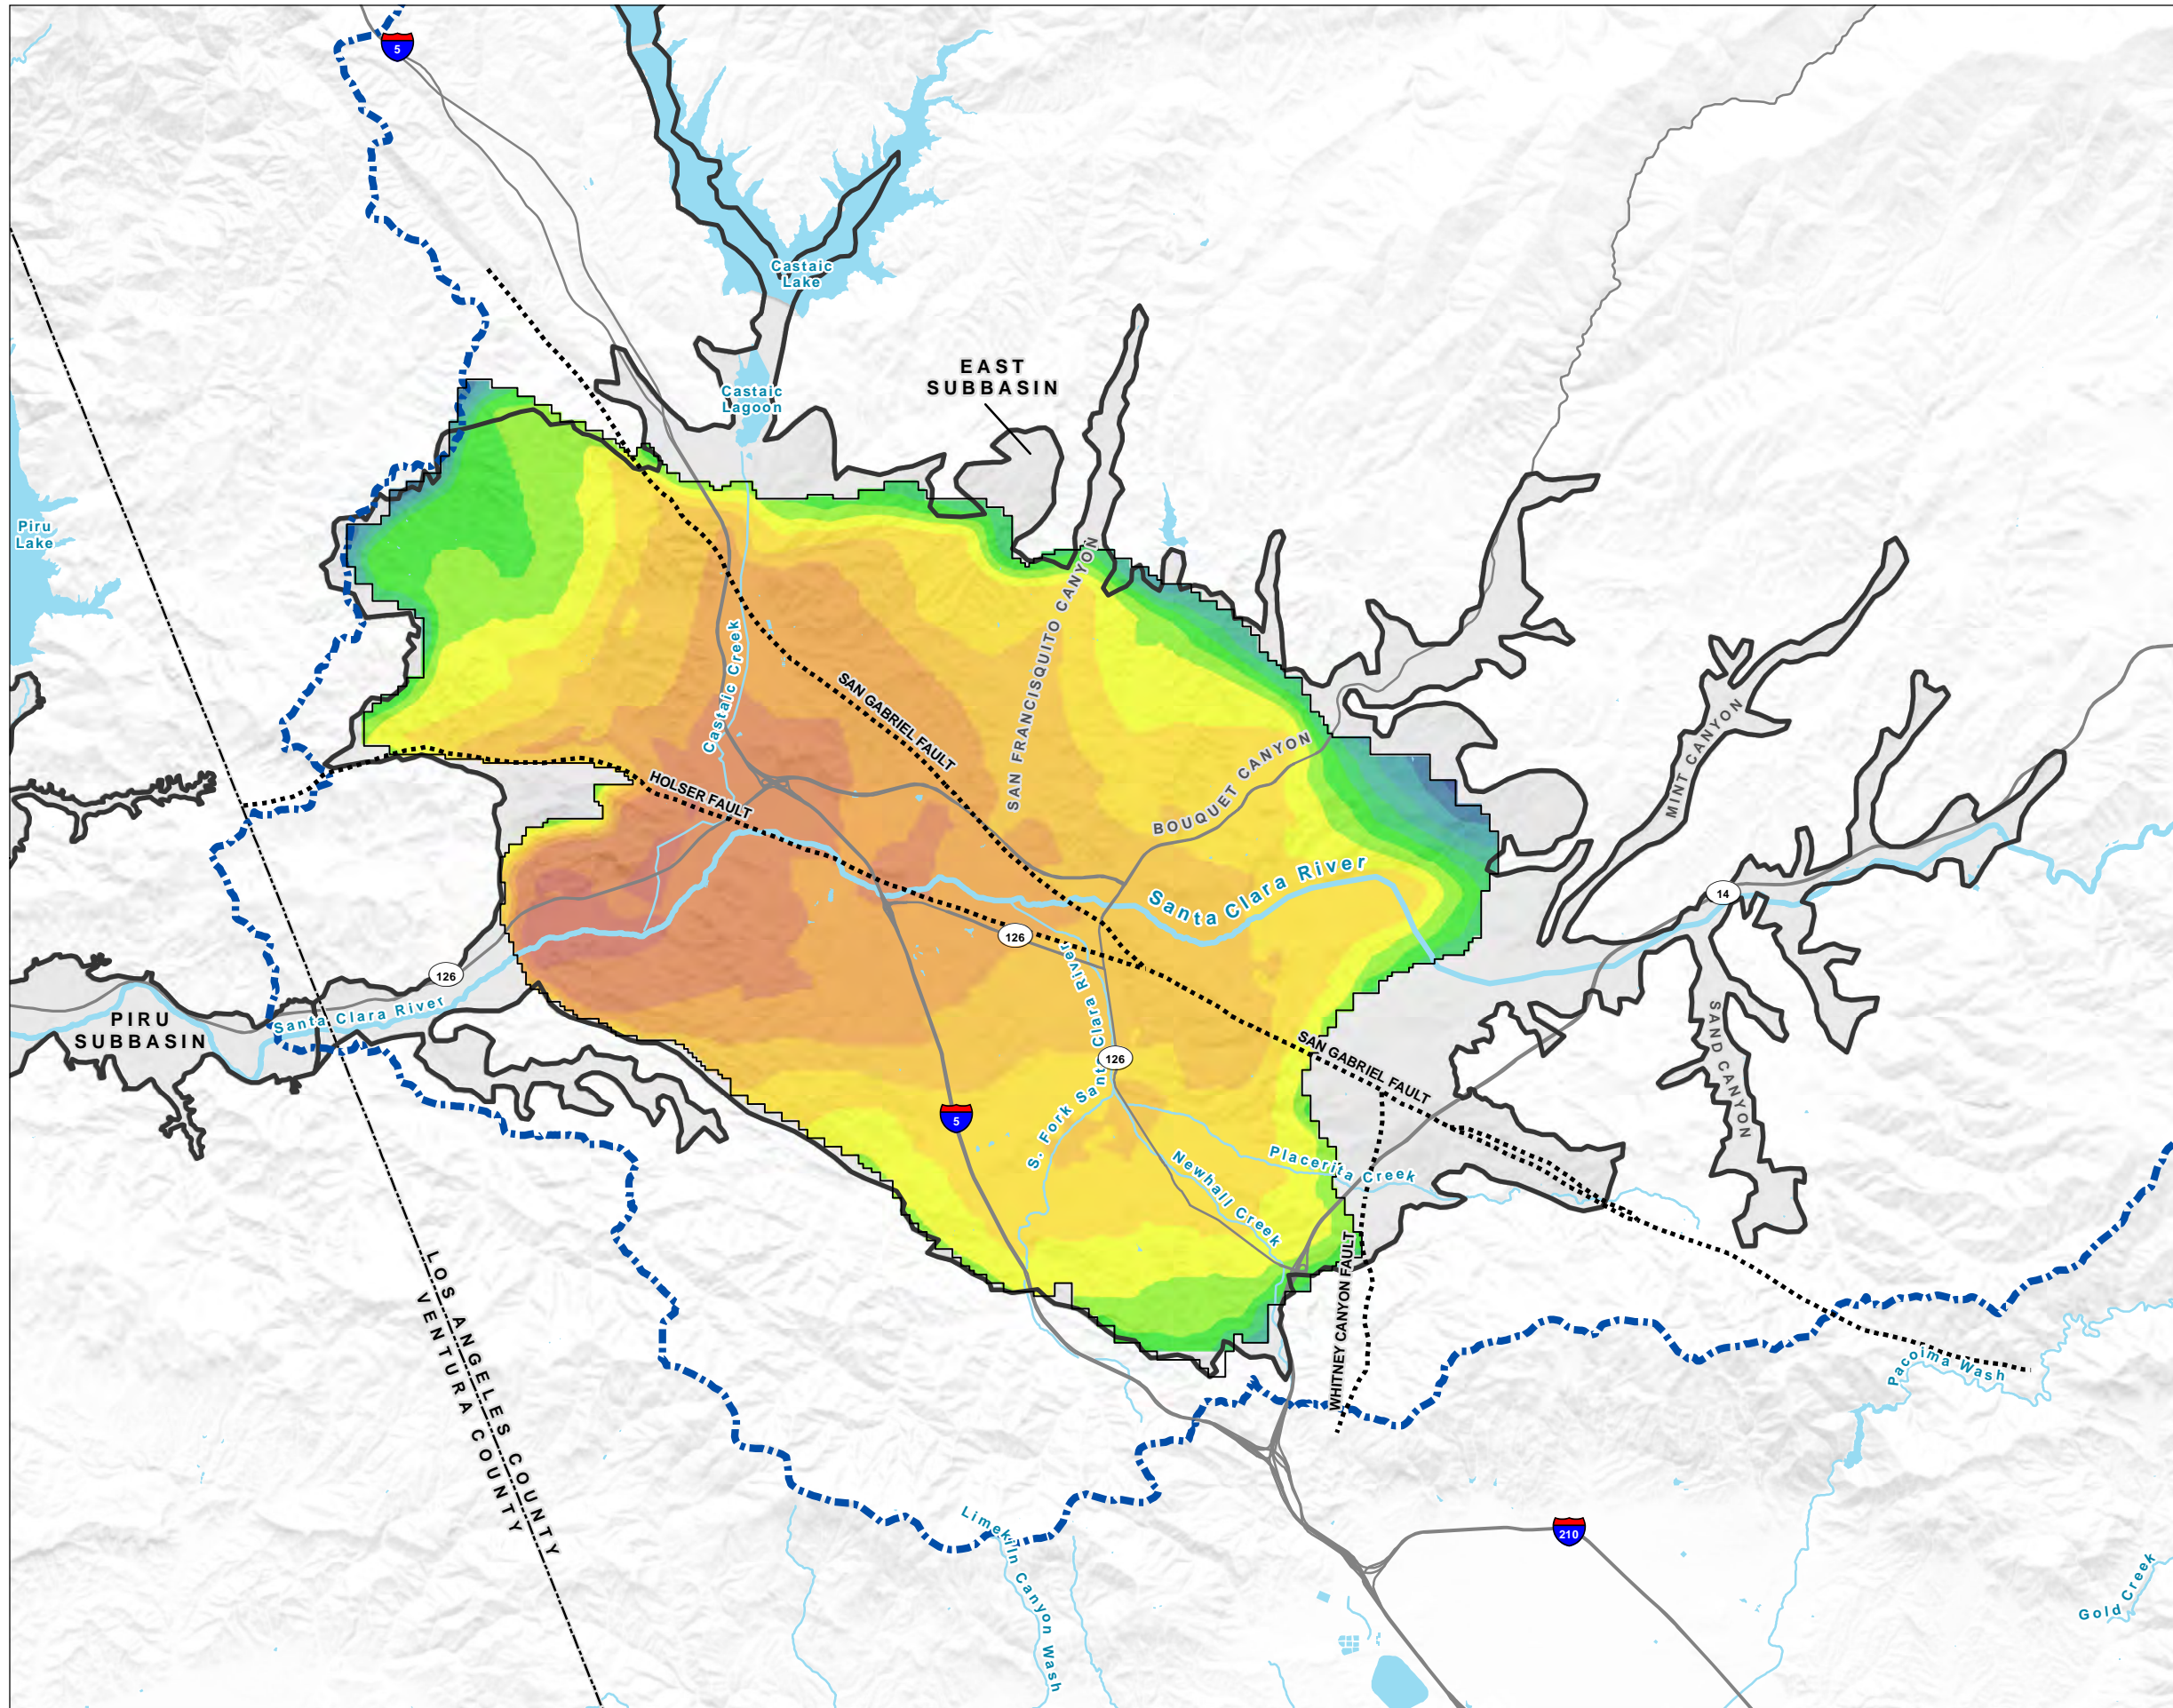 5
Castaic
Lake
EAST
SUBBASIN
Castaic
Lagoon
Piru
Lake
SAN FRANCISQUITO CANYON
Castaic Creek
SAN GABRIEL FAULT
MINT CANYON
HOLSER FAULT
BOUQUET CANYON
Santa Clara River
14
126
126
Santa Clara River
PIRU
SUBBASIN
S. Fork Santa Clara River
126
SAN GABRIEL FAULT
SAND CANYON
5
Placerita Creek
Newhall Creek
WHITNEY CANYON FAULT
LOS ANGELES COUNTY
VENTURA COUNTY
Pacoima Wash
Limekiln Canyon Wash
210
Gold Creek